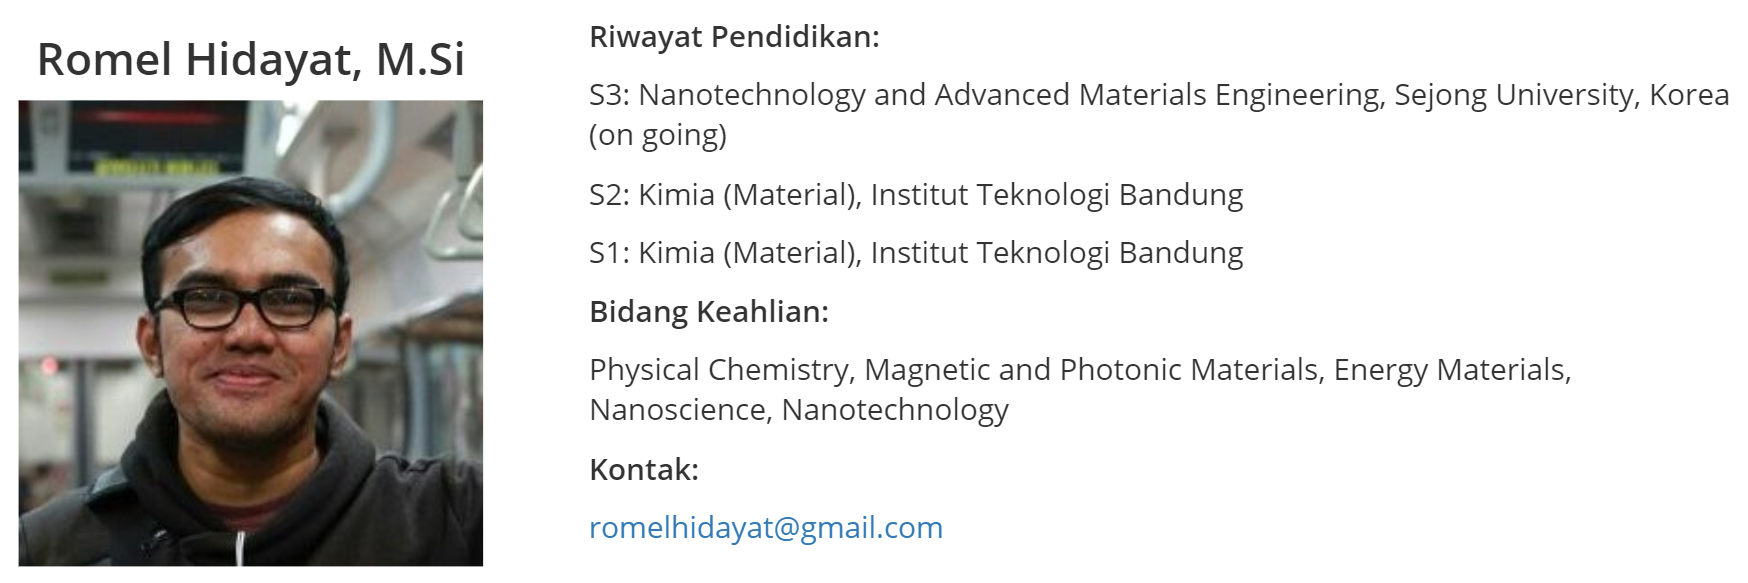 Romel Hidayat, M.Si
Riwayat Pendidikan:
S3: Nanotechnology and Advanced Materials Engineering, Sejong University, Korea
(on going)
S2: Kimia (Material), Institut Teknologi Bandung
S1: Kimia (Material), Institut Teknologi Bandung
Bidang Keahlian:
Physical Chemistry, Magnetic and Photonic Materials, Energy Materials,
Nanoscience, Nanotechnology
Kontak:
romelhidayat@gmail.com